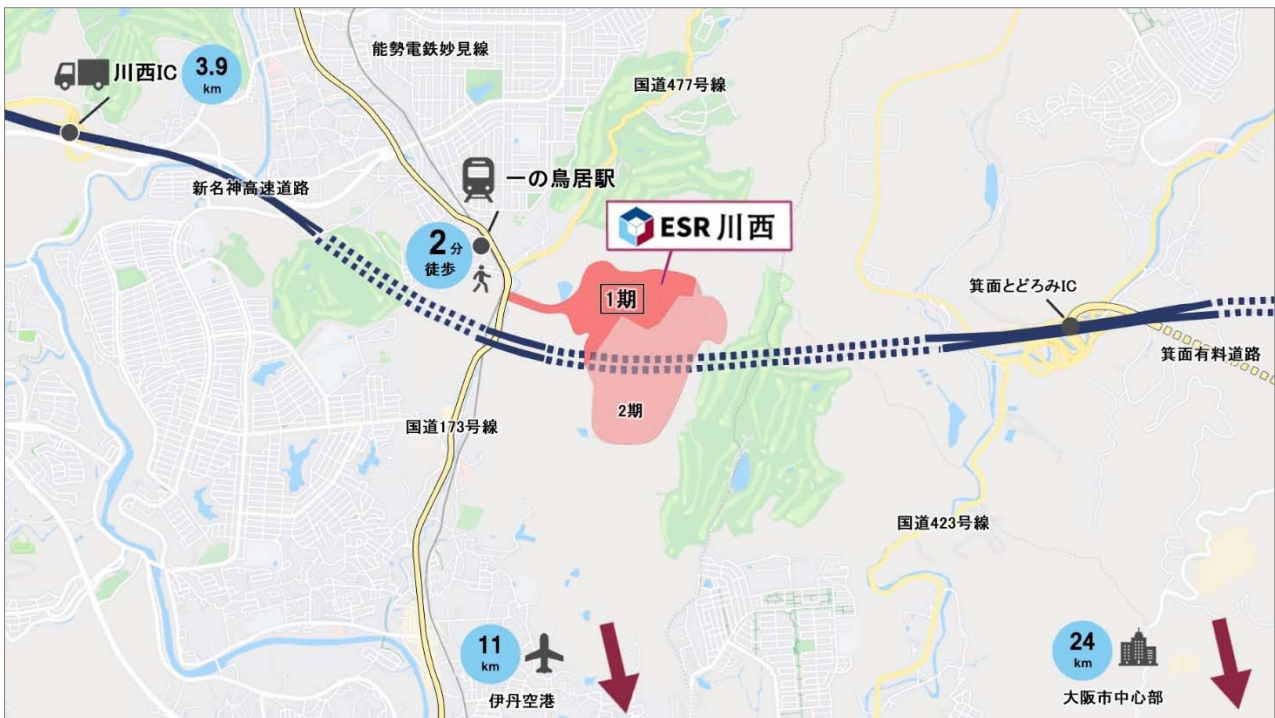 能勢電鉄妙見線
川西IC
3.9
km
国道477号線
新名神高速道路
一の鳥居駅
2分
徒歩
ESR 川西
1期
箕面とどろみIC
箕面有料道路
2期
国道173号線
国道423号線
11
km
伊丹空港
24
km
大阪市中心部